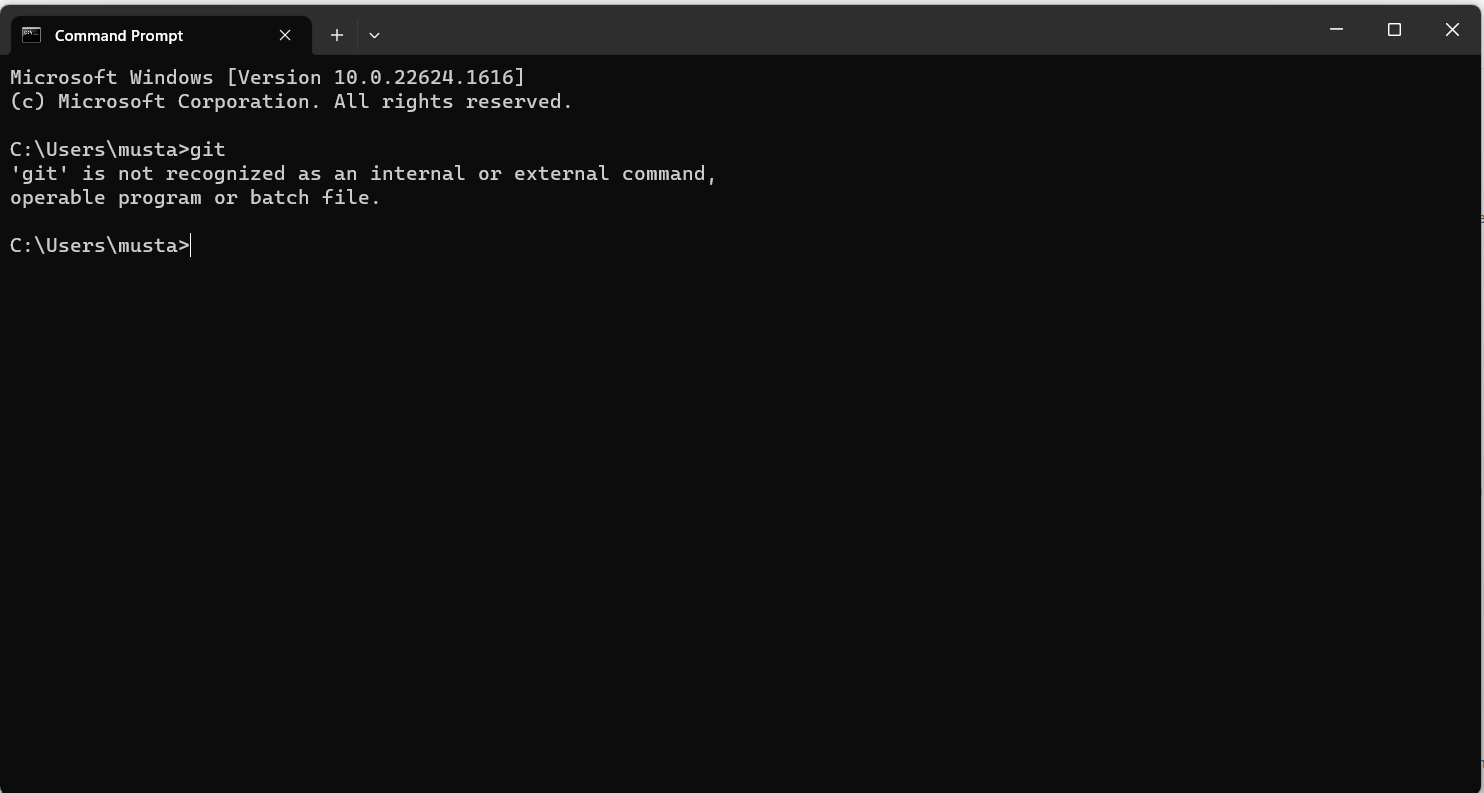 Command Prompt
Microsoft Windows [Version 10.0.22624.1616]
(c) Microsoft Corporation. All rights reserved.
C:\Users\musta>git
'git' is not recognized as an internal or external command,
operable program or batch file.
C:\Users\musta>